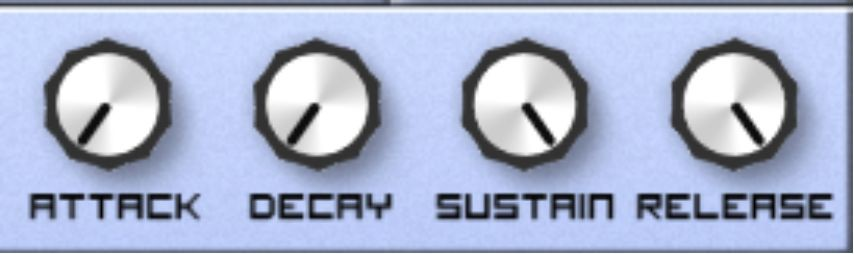 ATTACK DECAY SUSTAIN RELEASE